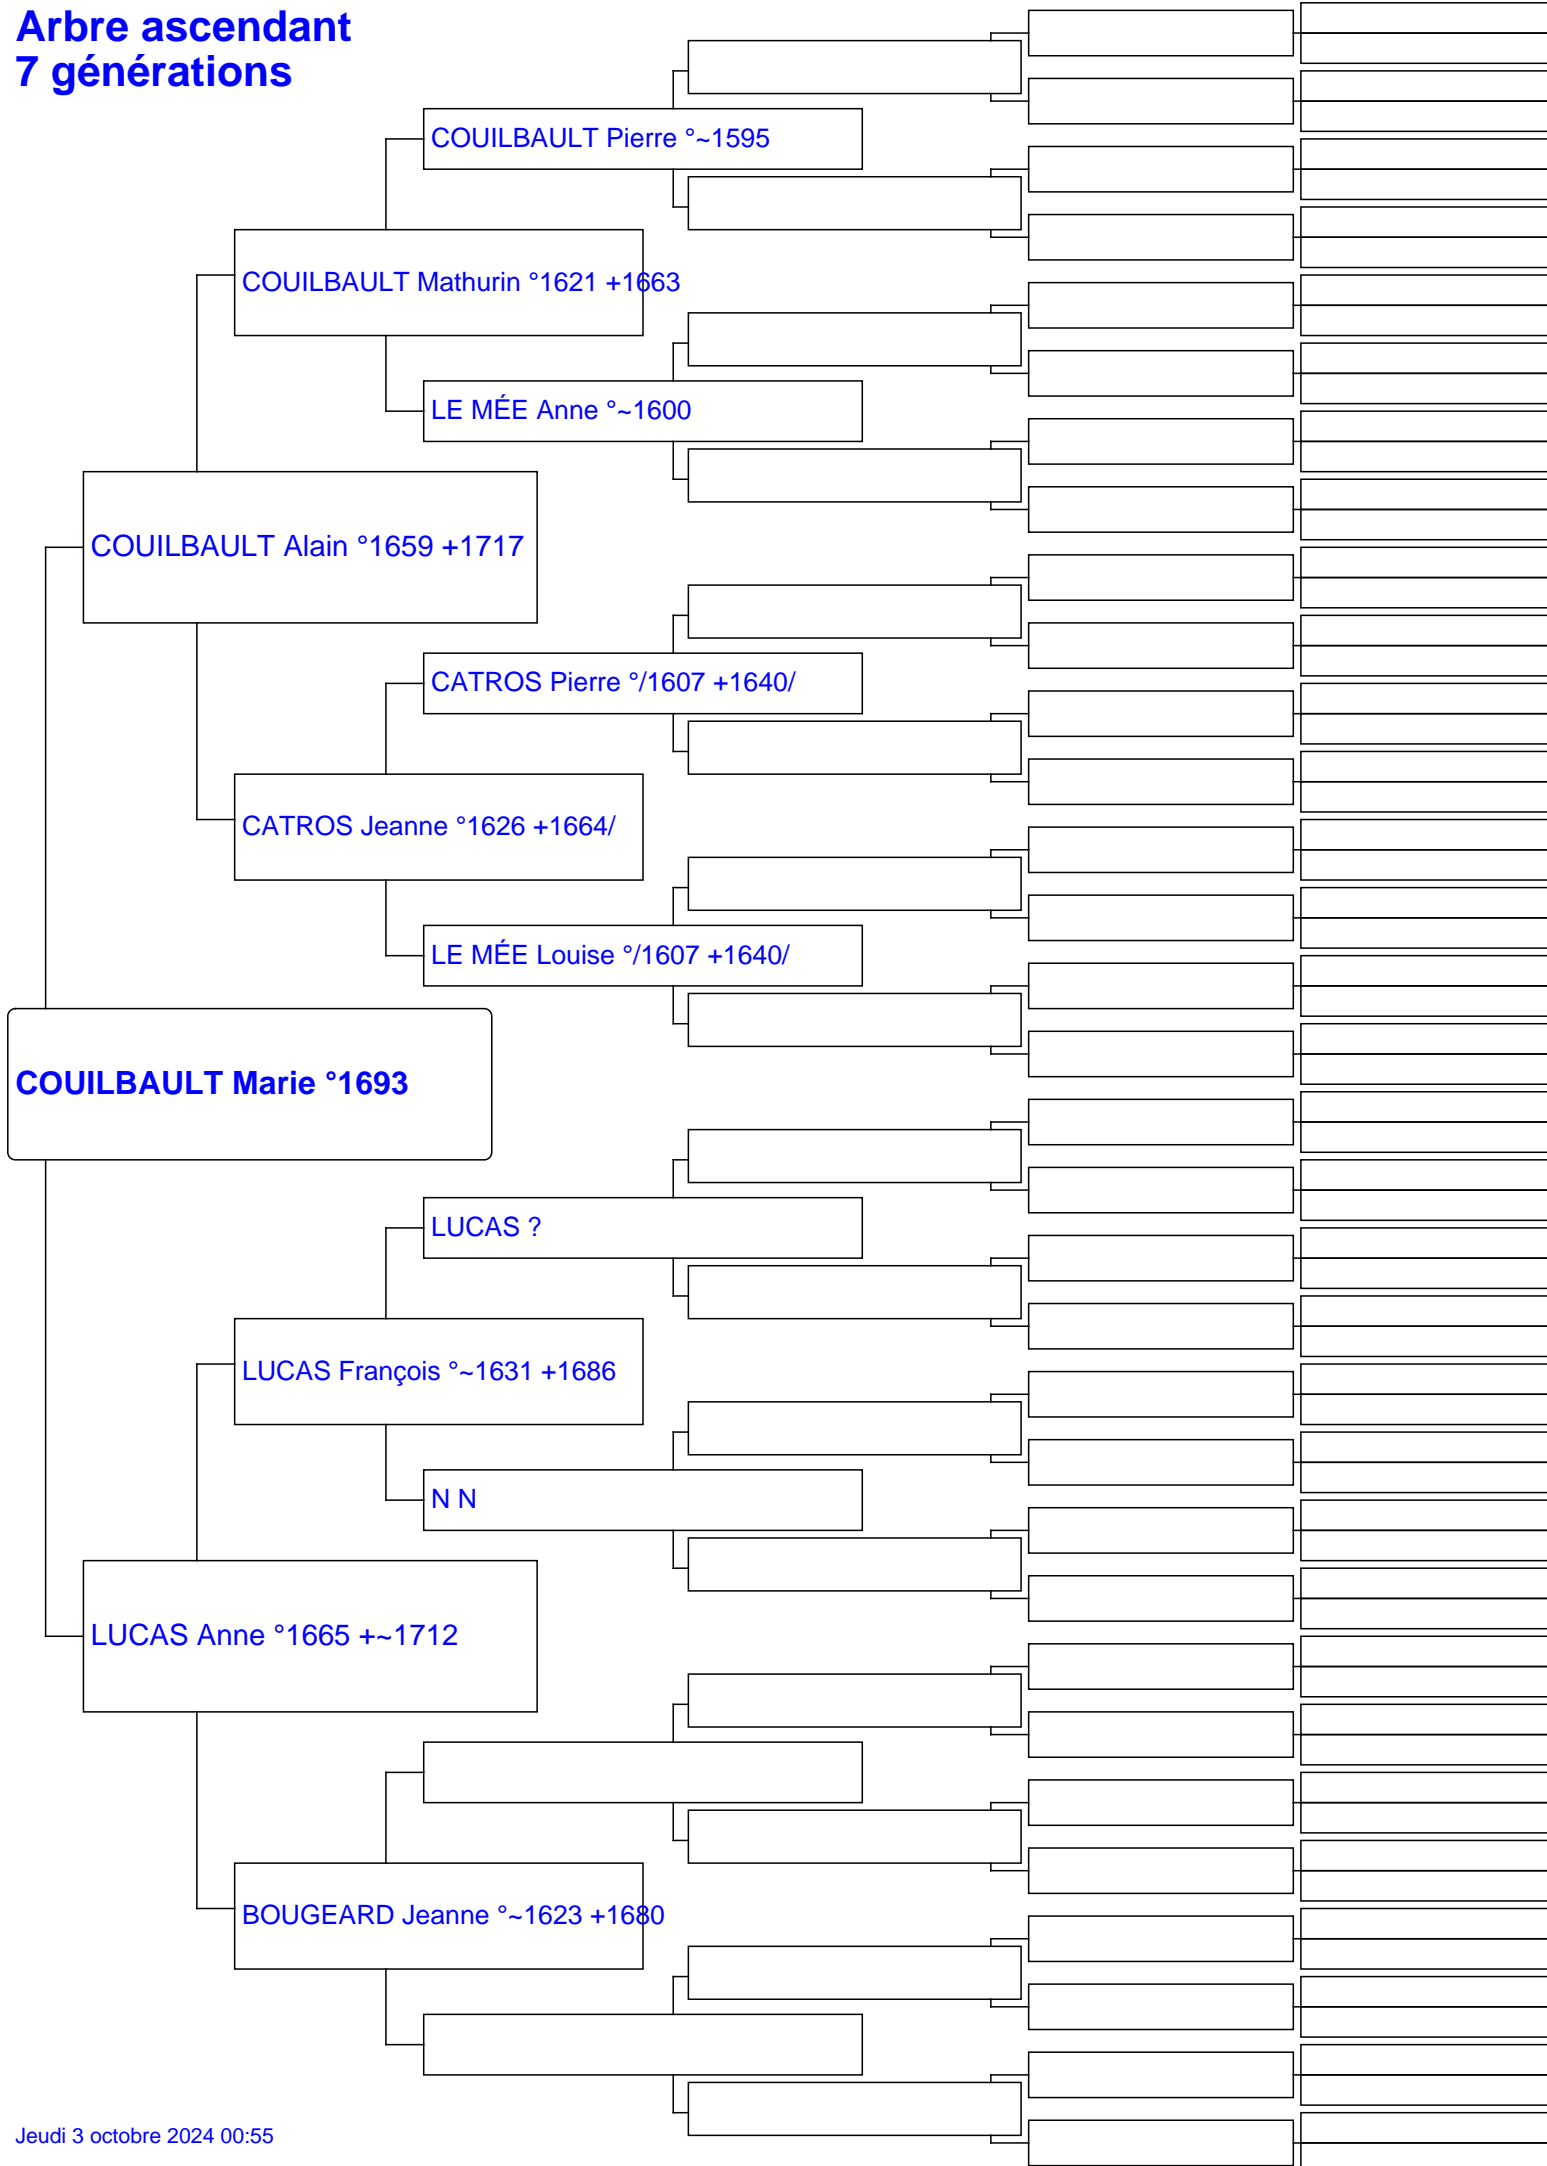 Arbre ascendant
7 générations
COUILBAULT Pierre °~1595
COUILBAULT Mathurin °1621 +1663
LE MÉE Anne °~1600
COUILBAULT Alain °1659 +1717
CATROS Pierre °/1607 +1640/
CATROS Jeanne °1626 +1664/
LE MÉE Louise °/1607 +1640/
COUILBAULT Marie °1693
LUCAS ?
LUCAS François °~1631 +1686
N N
LUCAS Anne °1665 +~1712
BOUGEARD Jeanne °~1623 +1680
Jeudi 3 octobre 2024 00:55